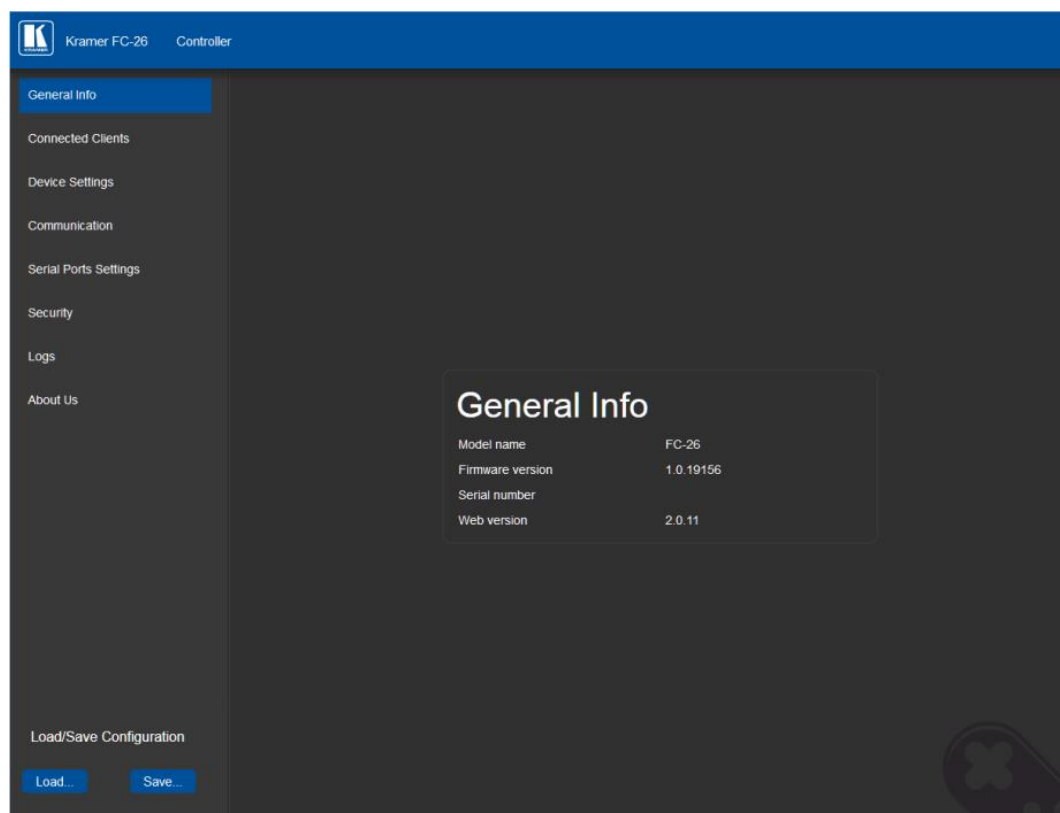 KRAMER
Kramer FC-26 Controller
General Info
Connected Clients
Device Settings
Communication
Serial Ports Settings
Security
Logs
About Us
General Info
Model name FC-26
Firmware version 1.0.19156
Serial number
Web version 2.0.11
Load/Save Configuration
Load... Save...